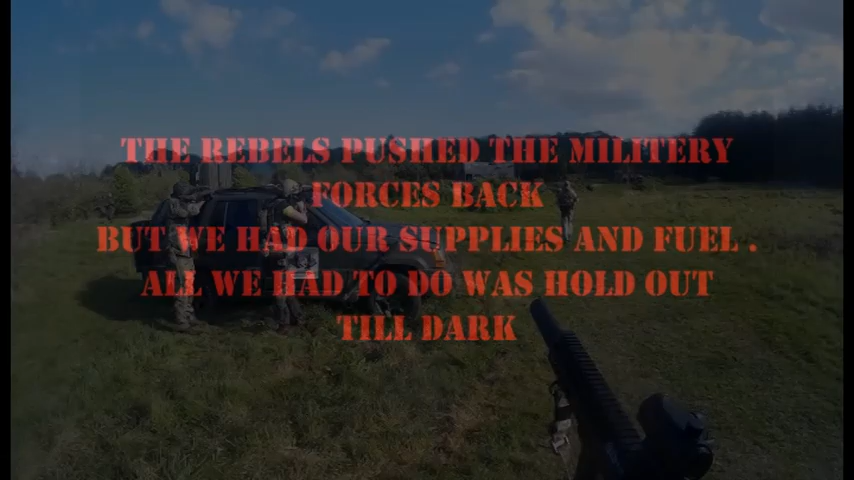 THE REBELS PUSHED THE MILITERY
FORCES BACK
BUT WE HAD OUR SUPPLIES AND FUEL .
ALL WE HAD TO DO WAS HOLD OUT
TILL DARK